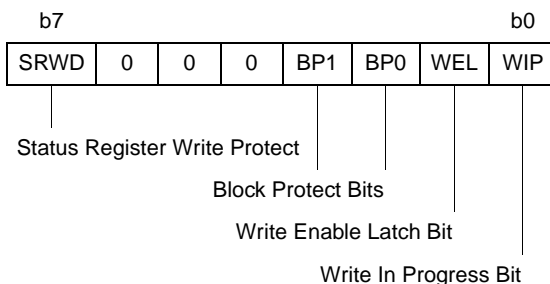 b7 b0
SRWD 0 0 0 BP1 BP0 WEL WIP
Status Register Write Protect
Block Protect Bits
Write Enable Latch Bit
Write In Progress Bit